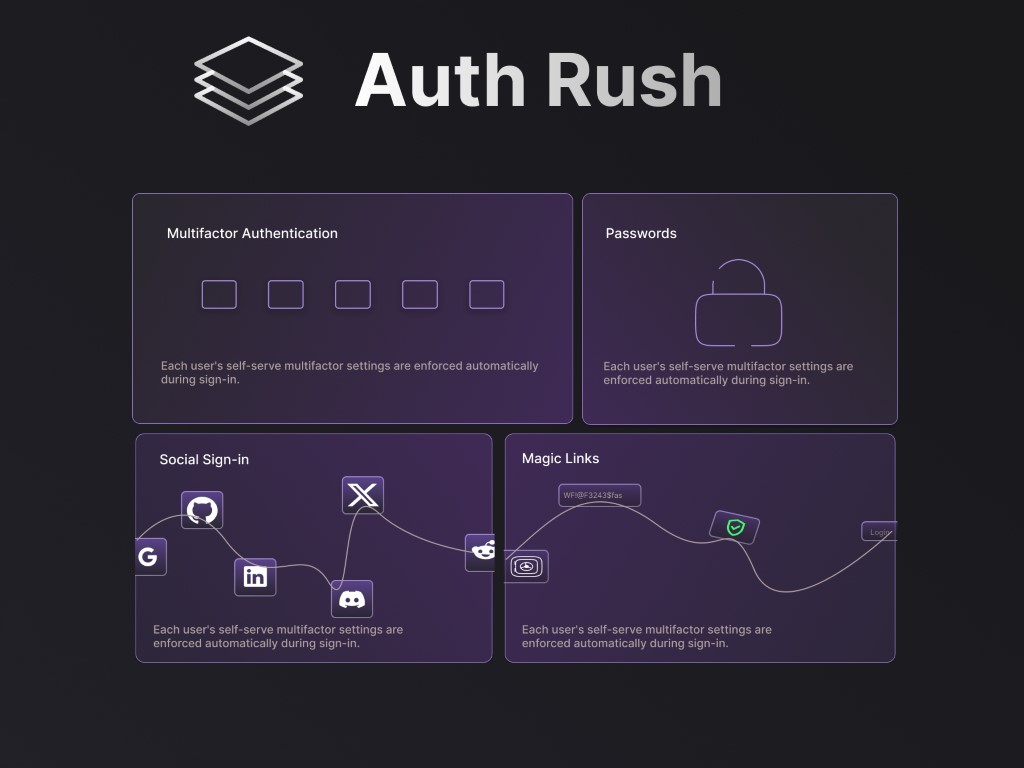 Auth Rush
Multifactor Authentication
Each user's self-serve multifactor settings are enforced automatically
during sign-in.
Passwords
Each user's self-serve multifactor settings are
enforced automatically during sign-in.
Social Sign-in
G
in
X
Each user's self-serve multifactor settings are
enforced automatically during sign-in.
Magic Links
WF!@F3243$fas
Login
Each user's self-serve multifactor settings are
enforced automatically during sign-in.